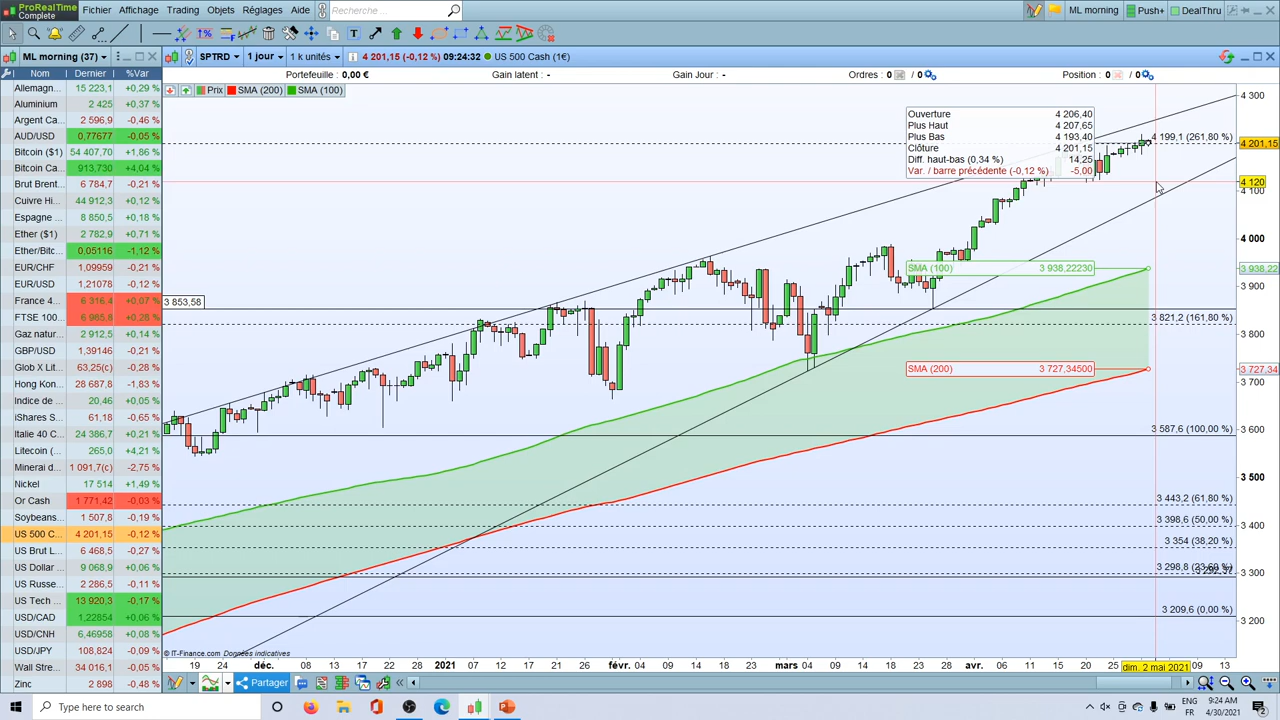 ProRealTime
Complete
Fichier Affichage Trading Objets Réglages Aide
Recherche ...
ML morning Push+ DealThru
ML morning (37)
SPTRD 1 jour 1 k unités 4 201,15 (-0,12 %) 09:24:32 US 500 Cash (1€)
Nom Dernier %Var
Portefeuille : 0,00 € Gain latent : - Gain Jour : - Ordres : 0 / 0 Position : 0 / 0
Prix SMA (200) SMA (100)
Allemagn... 15 223,1 +0,29 %
Aluminium 2 425 +0,37 %
Argent Ca... 2 596,9 -0,46 %
AUD/USD 0,77677 -0,05 %
Bitcoin ($1) 54 407,70 +1,86 %
Bitcoin Ca... 913,730 +4,04 %
Brut Brent... 6 784,7 -0,21 %
Cuivre Hi... 44 912,3 +0,12 %
Espagne ... 8 850,5 +0,18 %
Ether ($1) 2 782,9 +0,71 %
Ether/Bitc... 0,05116 -1,12 %
EUR/CHF 1,09959 -0,21 %
EUR/USD 1,21078 -0,12 %
France 4... 6 316,4 +0,07 %
FTSE 100... 6 985,8 +0,28 %
Gaz natur... 2 912,5 +0,14 %
GBP/USD 1,39146 -0,21 %
Glob X Lit... 63,25(c) -0,28 %
Hong Kon... 28 687,8 -1,83 %
Indice de ... 20,46 +0,05 %
iShares S... 61,18 -0,65 %
Italie 40 C... 24 386,7 +0,21 %
Litecoin (... 265,0 +4,21 %
Minerai d... 1 091,7(c) -2,75 %
Nickel 17 514 +1,49 %
Or Cash 1 771,42 -0,03 %
Soybeans... 1 507,8 -0,19 %
US 500 C... 4 201,15 -0,12 %
US Brut L... 6 468,5 -0,27 %
US Dollar ... 9 068,9 +0,06 %
US Russe... 2 286,5 -0,11 %
US Tech ... 13 920,3 -0,17 %
USD/CAD 1,22854 +0,06 %
USD/CNH 6,46958 +0,08 %
USD/JPY 108,824 -0,09 %
Wall Stre... 34 016,1 -0,05 %
Zinc 2 898 -0,48 %
Ouverture 4 206,40
Plus Haut 4 207,65
Plus Bas 4 193,40
Clôture 4 201,15
Diff. haut-bas (0,34 %) 14,25
Var. / barre précédente (-0,12 %) -5,00
4 199,1 (261,80 %)
SMA (100) 3 938,22230
3 853,58
3 821,2 (161,80 %)
SMA (200) 3 727,34500
3 587,6 (100,00 %)
3 443,2 (61,80 %)
3 398,6 (50,00 %)
3 354 (38,20 %)
3 298,8 (23,60 %)
3 209,6 (0,00 %)
4 300
4 201,15
4 120
4 100
4 000
3 938,22
3 900
3 800
3 727,34
3 700
3 600
3 500
3 400
3 300
3 200
© IT-Finance.com Données indicatives
19 24 déc. 08 11 17 22 2021 07 12 15 21 26 févr. 04 10 16 19 24 mars 04 10 15 18 23 26 avr. 06 11 15 20 25 dim. 2 mai 2021 09 13
Partager
Type here to search
ENG
FR
9:24 AM
4/30/2021
2